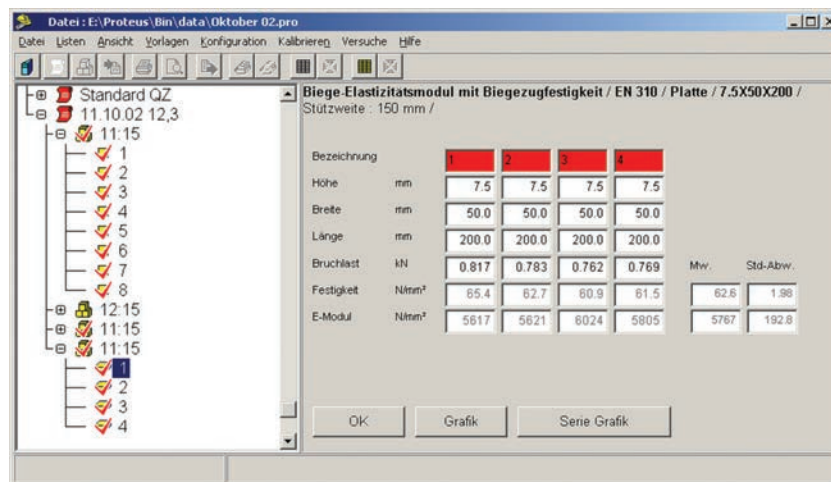 Datei : E:\Proteus\Bin\data\Oktober 02.pro
Datei Listen Ansicht Vorlagen Konfiguration Kalibrieren Versuche Hilfe
Standard QZ
11.10.02 12,3
11:15
1
2
3
4
5
6
7
8
12:15
11:15
11:15
1
2
3
4
Biege-Elastizitatsmodul mit Biegezugfestigkeit / EN 310 / Platte / 7.5X50X200 /
Stützweite : 150 mm /
Bezeichnung 1 2 3 4
Höhe mm 7.5 7.5 7.5 7.5
Breite mm 50.0 50.0 50.0 50.0
Länge mm 200.0 200.0 200.0 200.0
Bruchlast kN 0.817 0.783 0.762 0.769 Mw. Std-Abw.
Festigkeit N/mm² 65.4 62.7 60.9 61.5 62.6 1.98
E-Modul N/mm² 5617 5621 6024 5805 5767 192.8
OK Grafik Serie Grafik